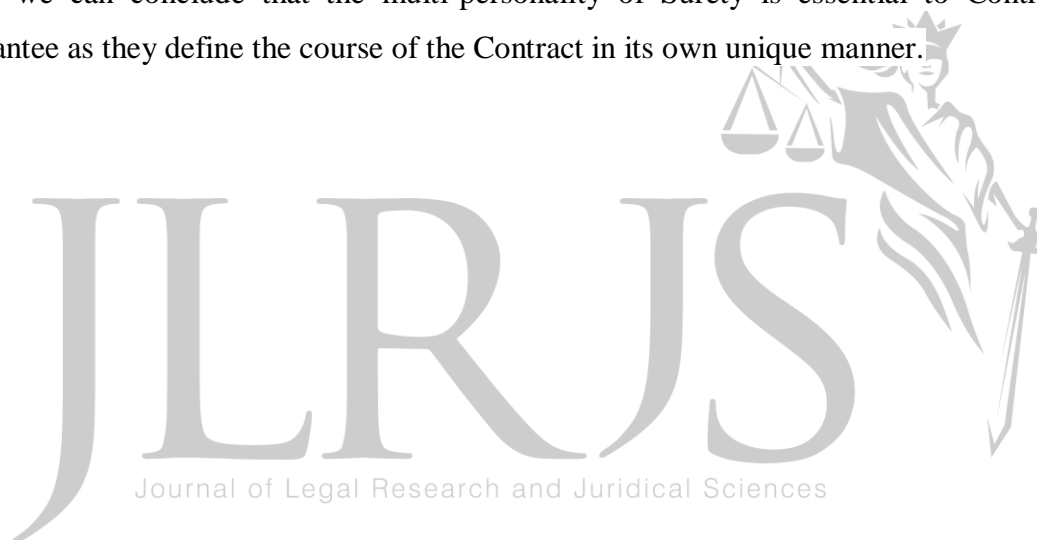 we can conclude that the multi-personality of Surety is essential to Contr
antee as they define the course of the Contract in its own unique manner.
JLRJS
Journal of Legal Research and Juridical Sciences